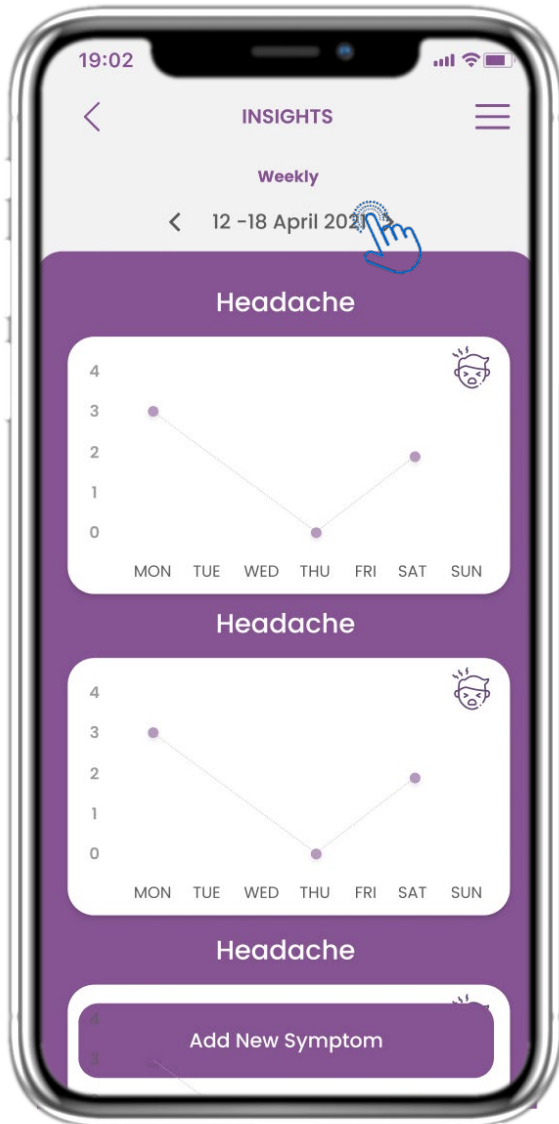 19:02
INSIGHTS
Weekly
12 -18 April 2021
Headache
4
3
2
1
0
MON TUE WED THU FRI SAT SUN
Headache
4
3
2
1
0
MON TUE WED THU FRI SAT SUN
Headache
4
Add New Symptom
3